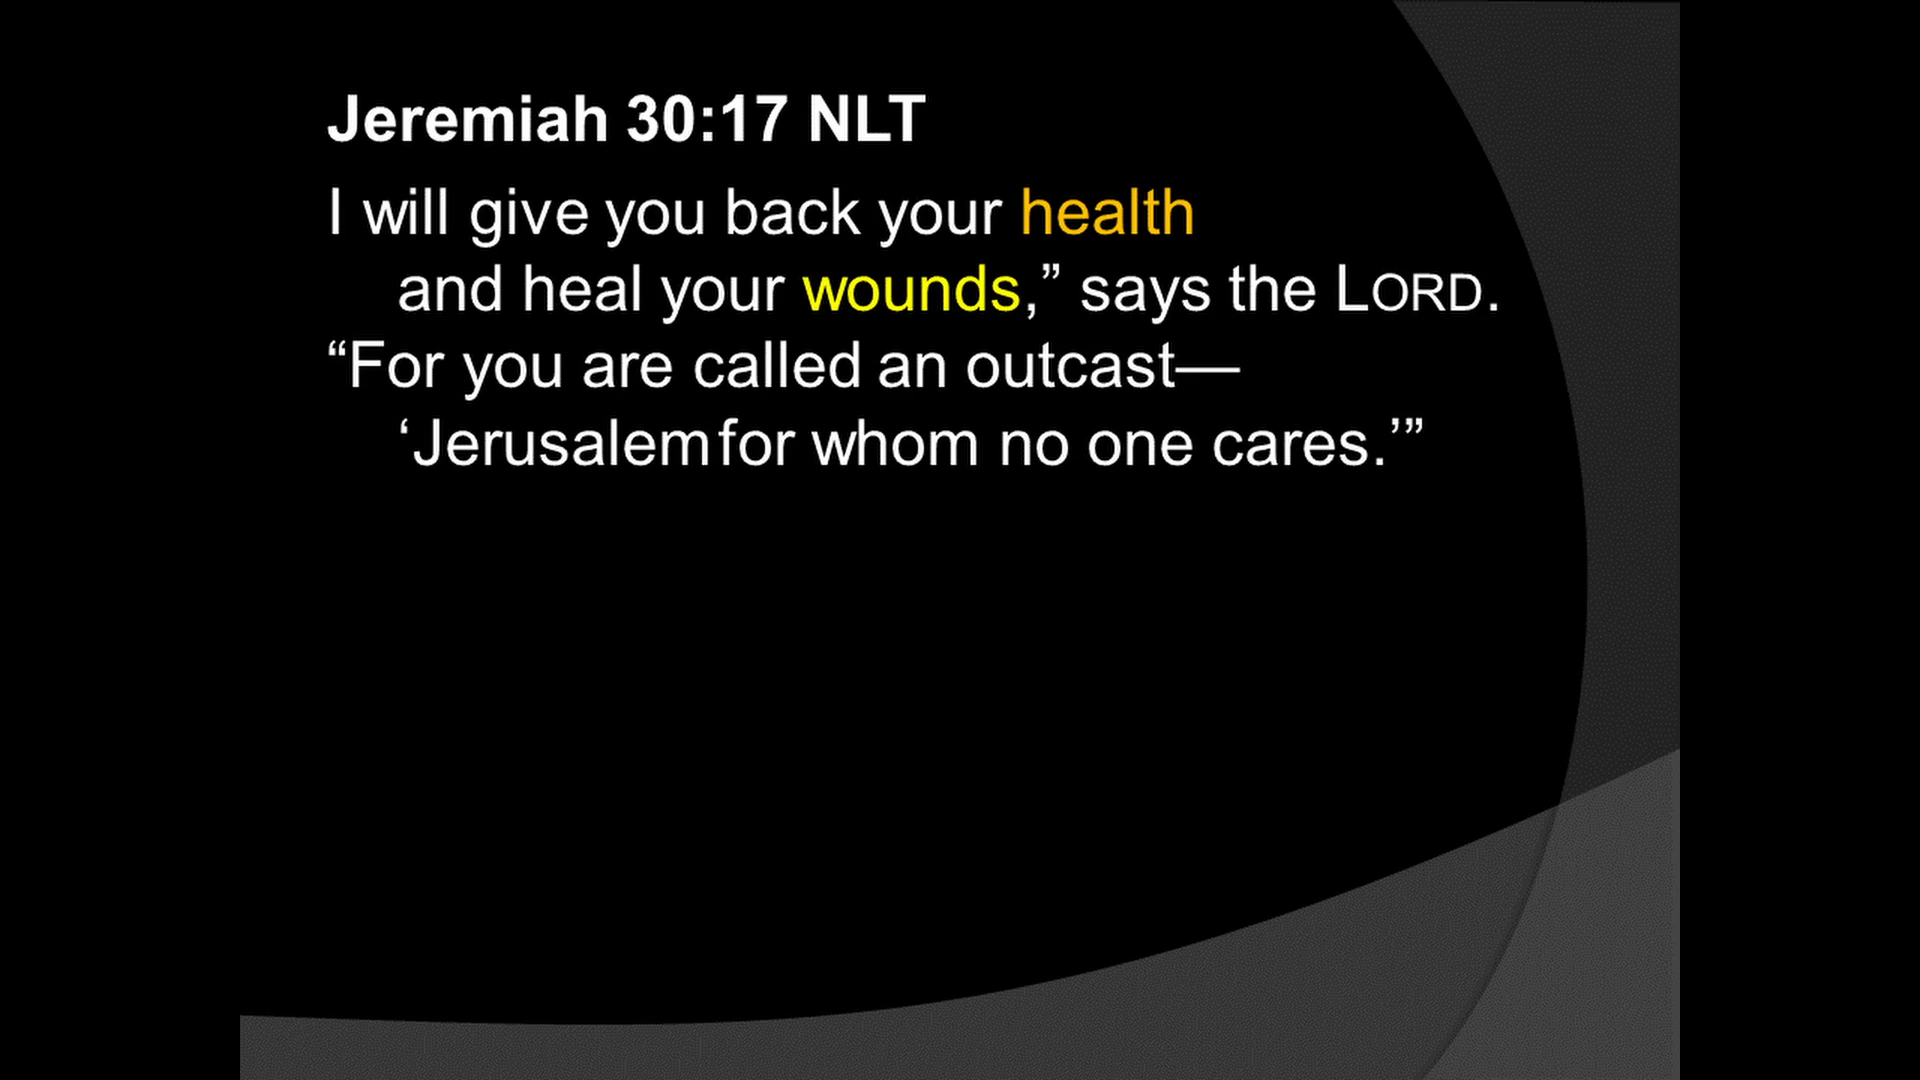 Jeremiah 30:17 NLT
I will give you back your health
and heal your wounds,” says the LORD.
“For you are called an outcast—
‘Jerusalem for whom no one cares.’”